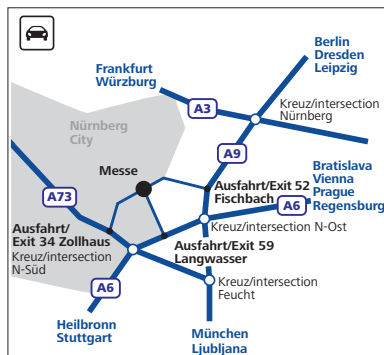 Berlin
Dresden
Leipzig
Frankfurt
Würzburg
A3
Kreuz/intersection
Nürnberg
Nürnberg
City
A9
Messe
Bratislava
Vienna
Prague
Regensburg
A73
Ausfahrt/Exit 52
Fischbach
A6
Ausfahrt/
Exit 34 Zollhaus
Kreuz/intersection
N-Süd
Kreuz/intersection N-Ost
Ausfahrt/Exit 59
Langwasser
A6
Kreuz/intersection
Feucht
Heilbronn
Stuttgart
München
Ljubljana